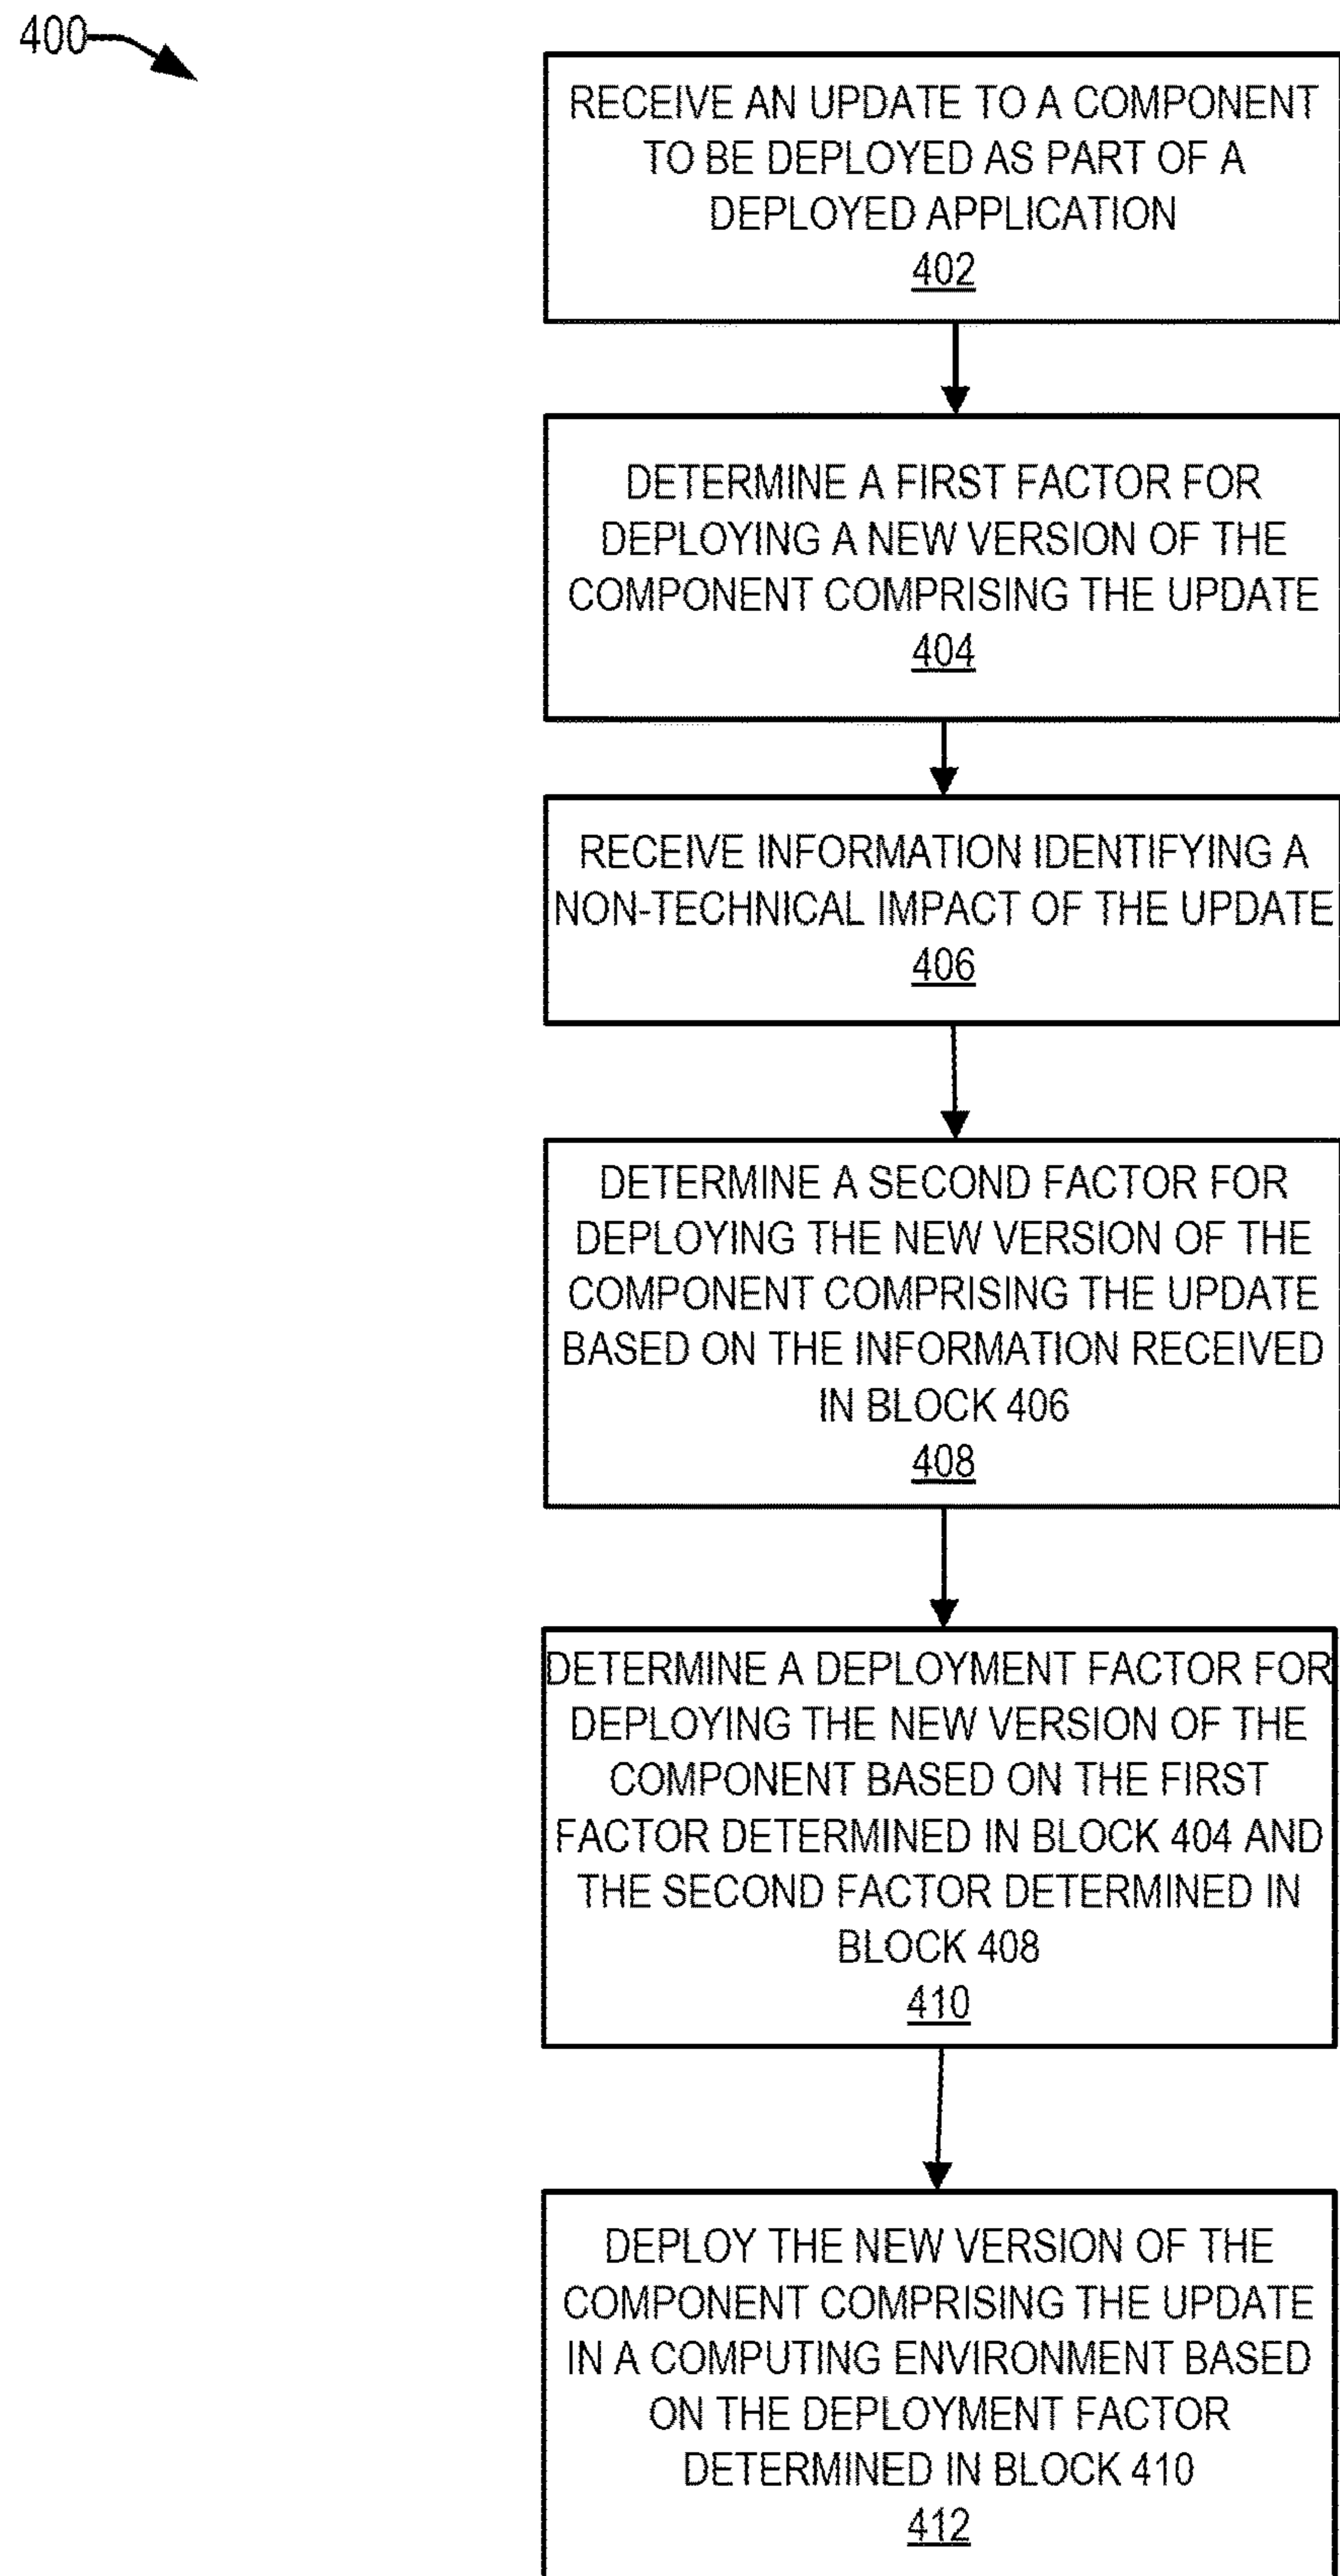 400
RECEIVE AN UPDATE TO A COMPONENT
TO BE DEPLOYED AS PART OF A
DEPLOYED APPLICATION
402
DETERMINE A FIRST FACTOR FOR
DEPLOYING A NEW VERSION OF THE
COMPONENT COMPRISING THE UPDATE
404
RECEIVE INFORMATION IDENTIFYING A
NON-TECHNICAL IMPACT OF THE UPDATE
406
DETERMINE A SECOND FACTOR FOR
DEPLOYING THE NEW VERSION OF THE
COMPONENT COMPRISING THE UPDATE
BASED ON THE INFORMATION RECEIVED
IN BLOCK 406
408
DETERMINE A DEPLOYMENT FACTOR FOR
DEPLOYING THE NEW VERSION OF THE
COMPONENT BASED ON THE FIRST
FACTOR DETERMINED IN BLOCK 404 AND
THE SECOND FACTOR DETERMINED IN
BLOCK 408
410
DEPLOY THE NEW VERSION OF THE
COMPONENT COMPRISING THE UPDATE
IN A COMPUTING ENVIRONMENT BASED
ON THE DEPLOYMENT FACTOR
DETERMINED IN BLOCK 410
412